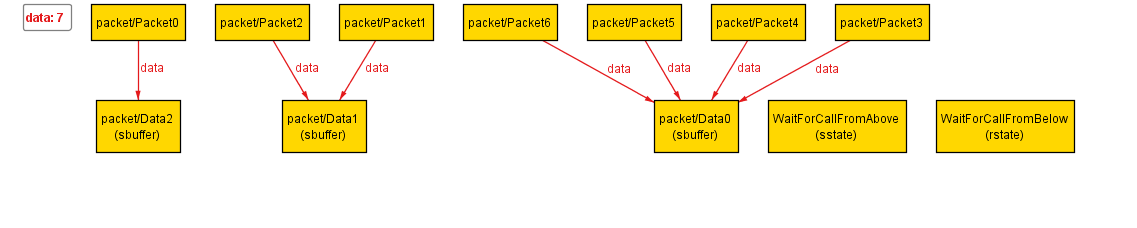 data: 7
packet/Packet0
packet/Packet2
packet/Packet1
packet/Packet6
packet/Packet5
packet/Packet4
packet/Packet3
data
data
data
data
data
data
data
packet/Data2
(sbuffer)
packet/Data1
(sbuffer)
packet/Data0
(sbuffer)
WaitForCallFromAbove
(sstate)
WaitForCallFromBelow
(rstate)